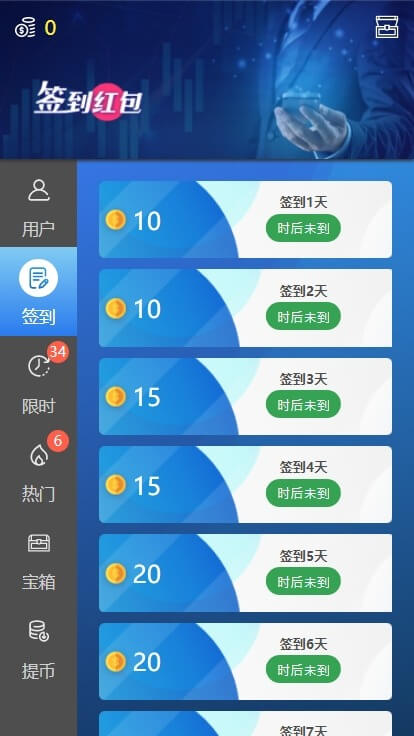 0
签到红包
用户
签到
34
限时
6
热门
宝箱
提币
10
签到1天
时后未到
10
签到2天
时后未到
15
签到3天
时后未到
15
签到4天
时后未到
20
签到5天
时后未到
20
签到6天
时后未到
签到7天